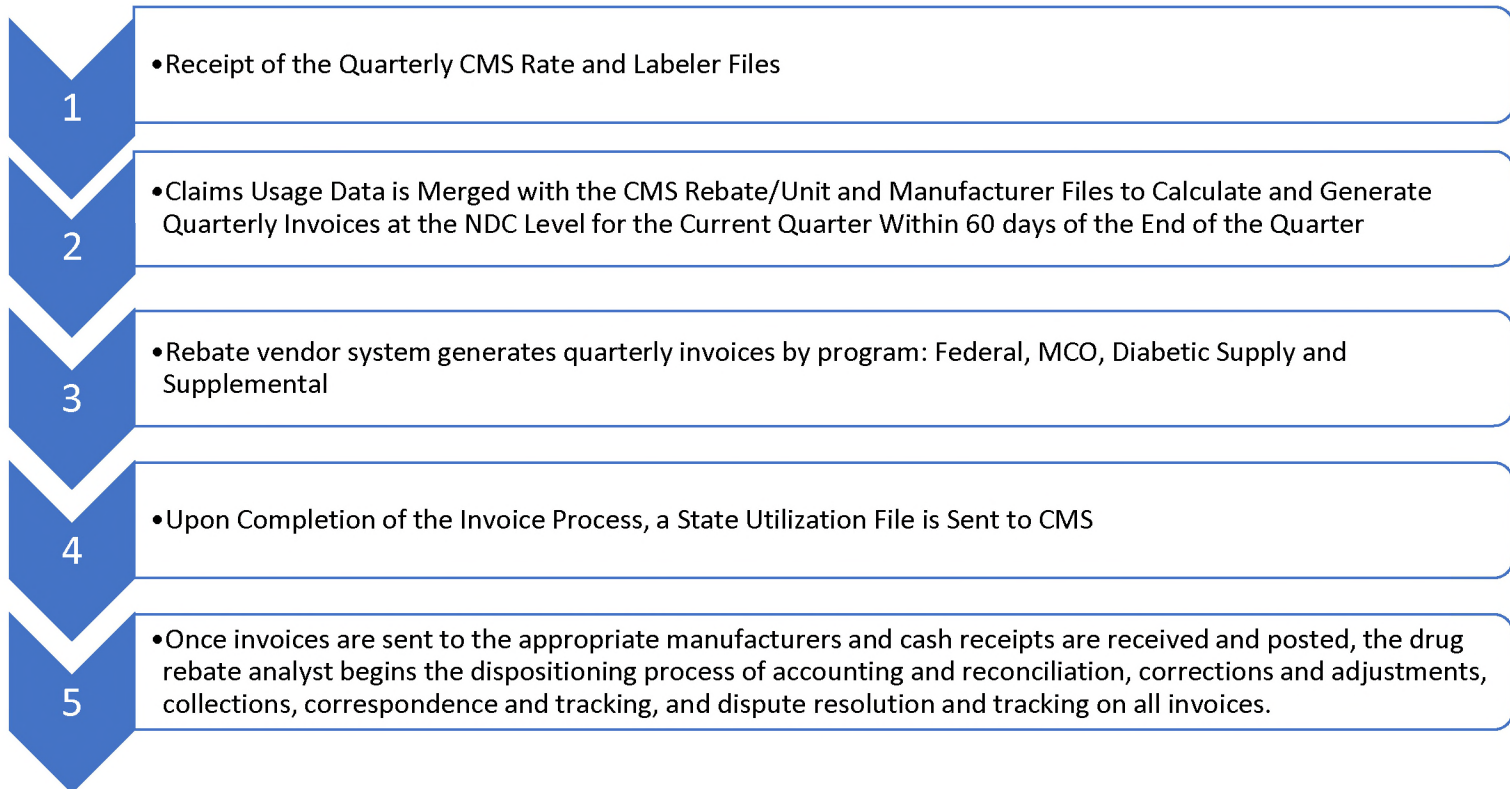 1
•Receipt of the Quarterly CMS Rate and Labeler Files
2
•Claims Usage Data is Merged with the CMS Rebate/Unit and Manufacturer Files to Calculate and Generate
Quarterly Invoices at the NDC Level for the Current Quarter Within 60 days of the End of the Quarter
3
•Rebate vendor system generates quarterly invoices by program: Federal, MCO, Diabetic Supply and
Supplemental
4
•Upon Completion of the Invoice Process, a State Utilization File is Sent to CMS
5
•Once invoices are sent to the appropriate manufacturers and cash receipts are received and posted, the drug
rebate analyst begins the dispositioning process of accounting and reconciliation, corrections and adjustments,
collections, correspondence and tracking, and dispute resolution and tracking on all invoices.